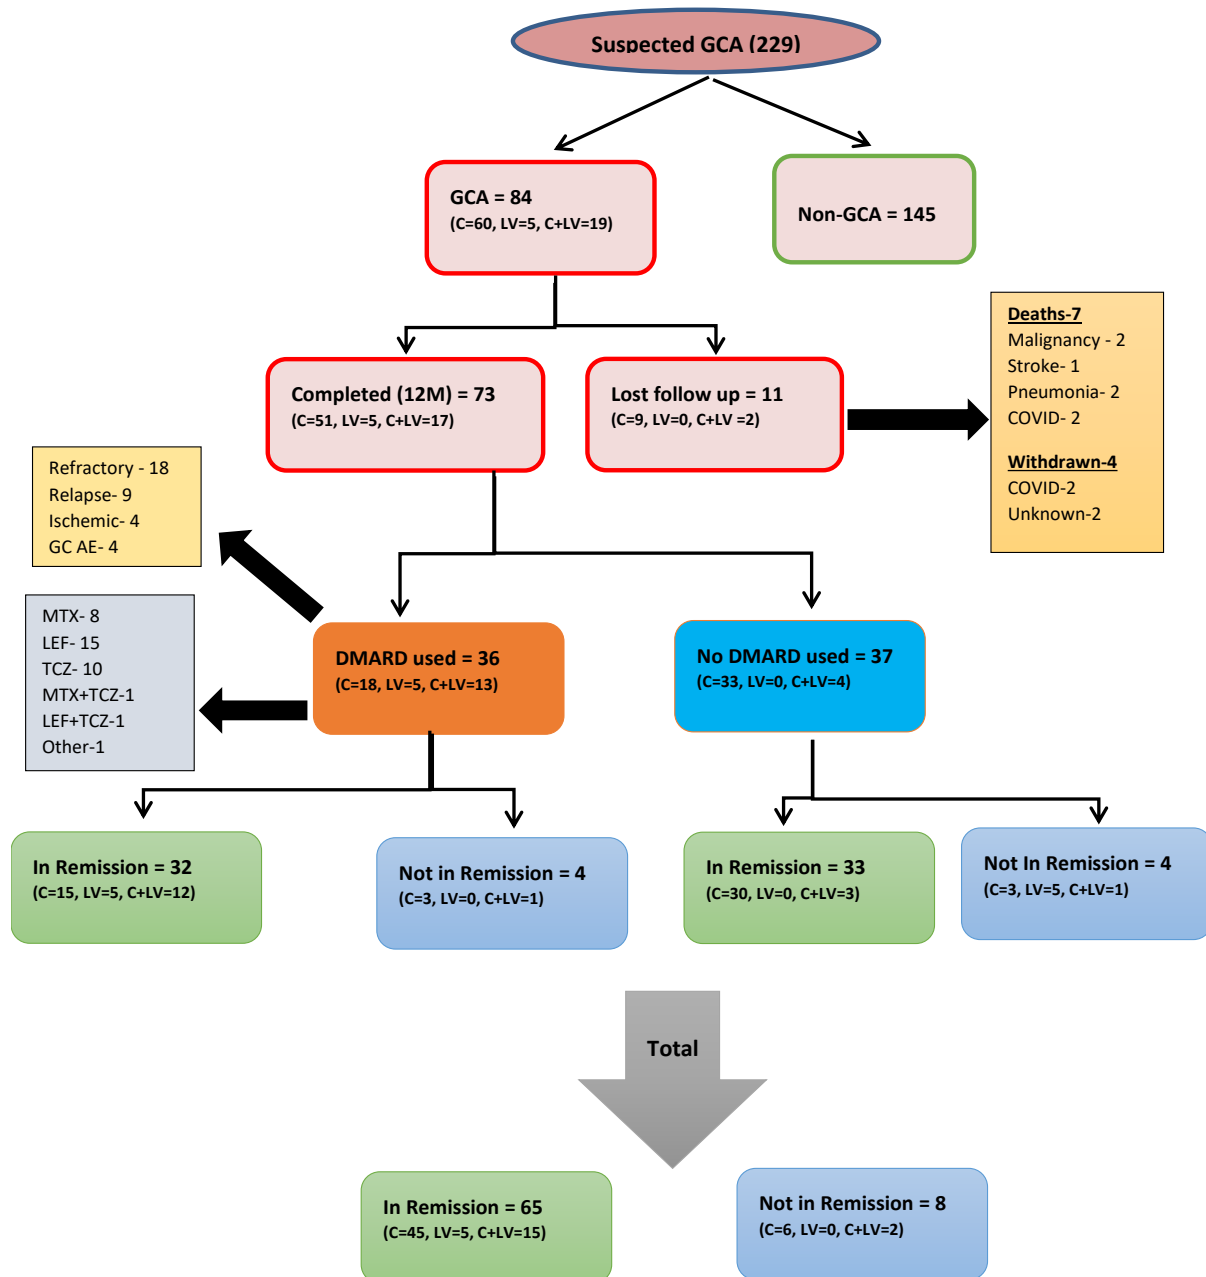 Suspected GCA (229)
GCA = 84
(C=60, LV=5, C+LV=19)
Non-GCA = 145
Deaths-7
Malignancy - 2
Stroke- 1
Pneumonia- 2
COVID- 2
Withdrawn-4
COVID-2
Unknown-2
Completed (12M) = 73
(C=51, LV=5, C+LV=17)
Lost follow up = 11
(C=9, LV=0, C+LV =2)
Refractory - 18
Relapse- 9
Ischemic- 4
GC AE- 4
MTX- 8
LEF- 15
TCZ- 10
MTX+TCZ-1
LEF+TCZ-1
Other-1
DMARD used = 36
(C=18, LV=5, C+LV=13)
No DMARD used = 37
(C=33, LV=0, C+LV=4)
In Remission = 32
(C=15, LV=5, C+LV=12)
Not in Remission = 4
(C=3, LV=0, C+LV=1)
In Remission = 33
(C=30, LV=0, C+LV=3)
Not In Remission = 4
(C=3, LV=5, C+LV=1)
Total
In Remission = 65
(C=45, LV=5, C+LV=15)
Not in Remission = 8
(C=6, LV=0, C+LV=2)